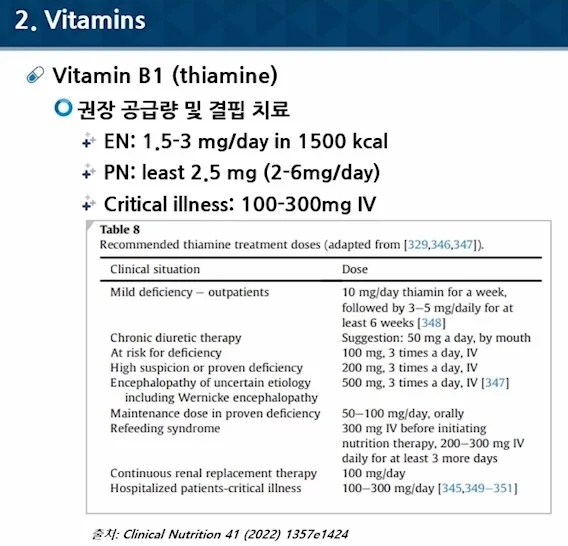 2. Vitamins
Vitamin B1 (thiamine)
권장 공급량 및 결핍 치료
EN: 1.5-3 mg/day in 1500 kcal
PN: least 2.5 mg (2-6mg/day)
Critical illness: 100-300mg IV
Table 8
Recommended thiamine treatment doses (adapted from [329,346,347]).
Clinical situation Dose
Mild deficiency – outpatients 10 mg/day thiamin for a week,
followed by 3–5 mg/daily for at
least 6 weeks [348]
Chronic diuretic therapy Suggestion: 50 mg a day, by mouth
At risk for deficiency 100 mg, 3 times a day, IV
High suspicion or proven deficiency 200 mg, 3 times a day, IV
Encephalopathy of uncertain etiology 500 mg, 3 times a day, IV [347]
including Wernicke encephalopathy
Maintenance dose in proven deficiency 50–100 mg/day, orally
Refeeding syndrome 300 mg IV before initiating
nutrition therapy, 200–300 mg IV
daily for at least 3 more days
Continuous renal replacement therapy 100 mg/day
Hospitalized patients-critical illness 100–300 mg/day [345,349–351]
출처: Clinical Nutrition 41 (2022) 1357e1424